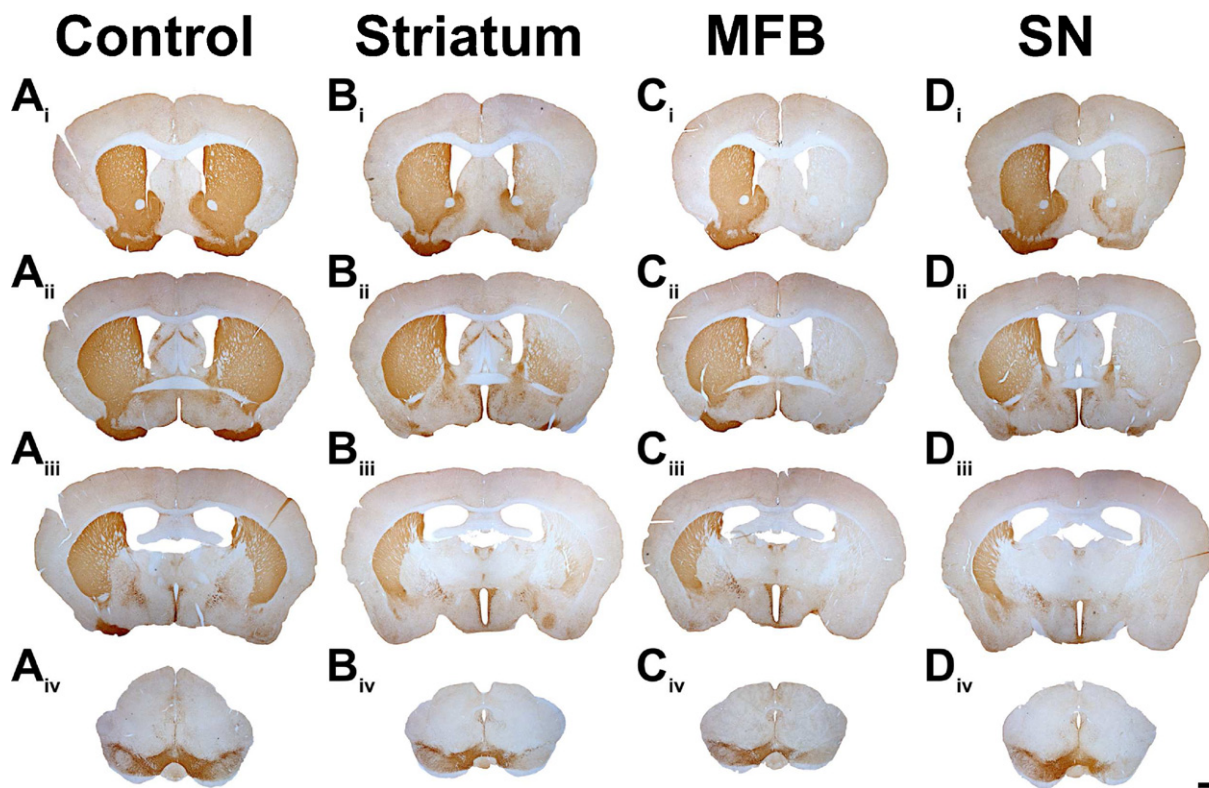 Control Striatum MFB SN
Ai Bi Ci Di
Aii Bii Cii Dii
Aiii Biii Ciii Diii
Aiv Biv Civ Div